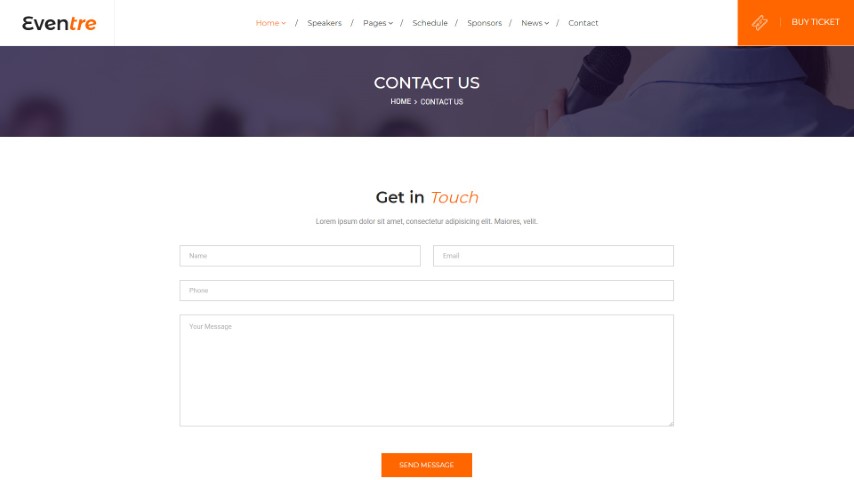 Eventre
Home / Speakers / Pages / Schedule / Sponsors / News / Contact
BUY TICKET
CONTACT US
HOME > CONTACT US
Get in Touch
Lorem ipsum dolor sit amet, consectetur adipisicing elit. Maiores, velit.
Name
Email
Phone
Your Message
SEND MESSAGE